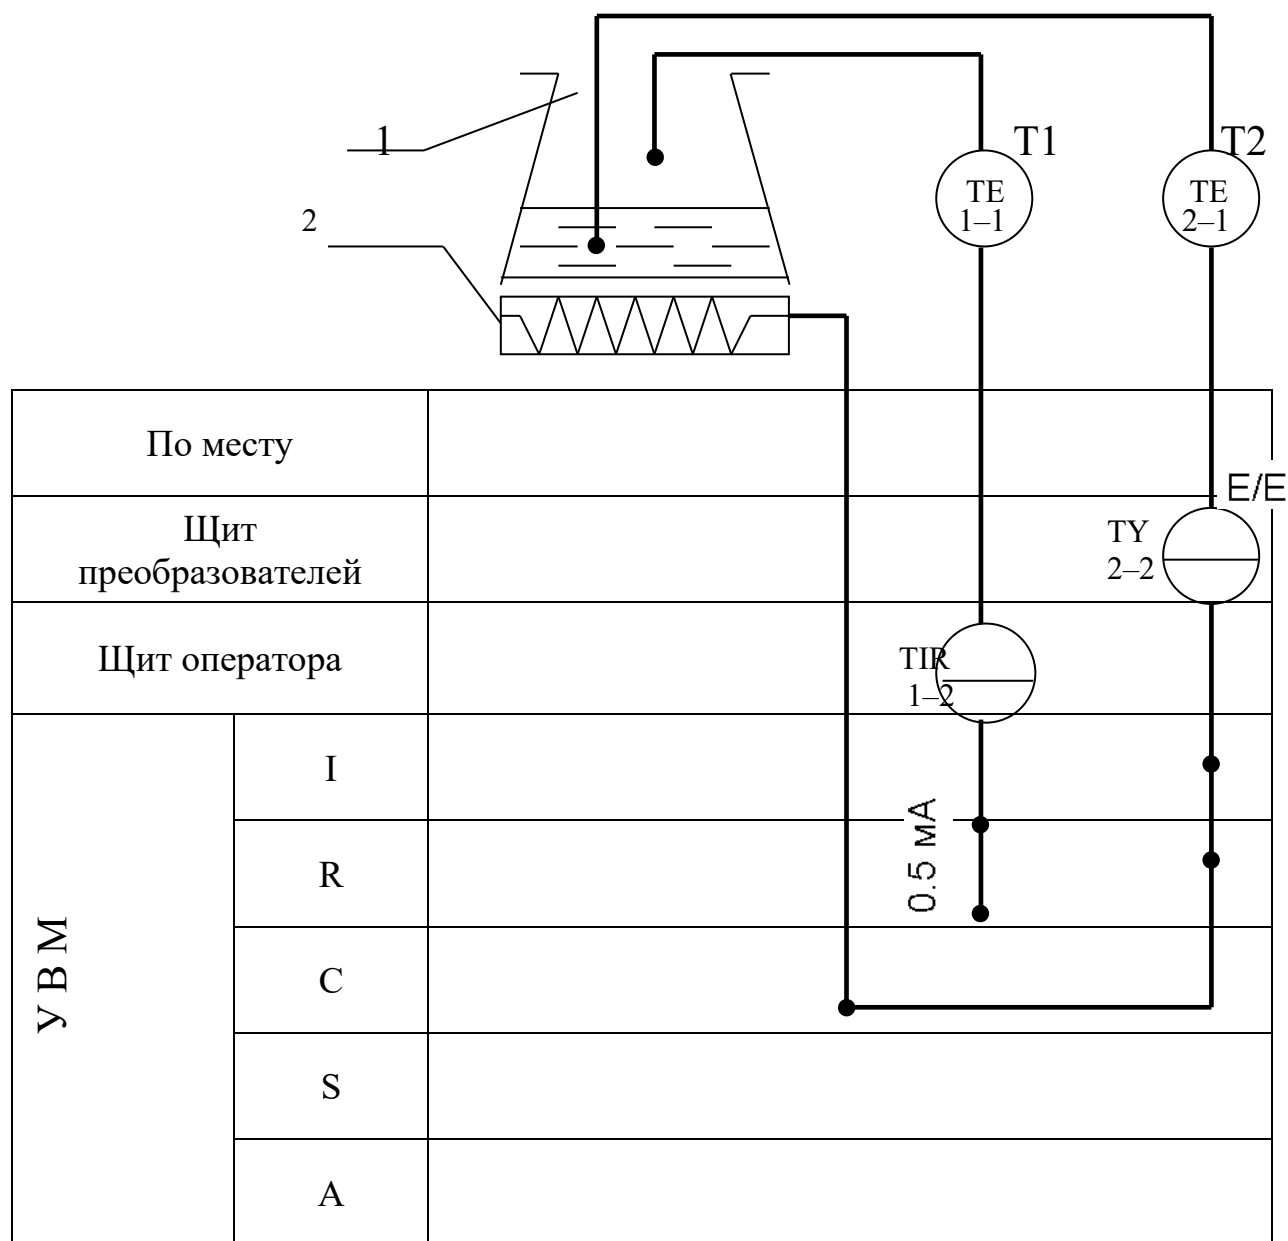 1
T1
T2
TE
1–1
TE
2–1
2
По месту
E/E
Щит
преобразователей
TY
2–2
Щит оператора
TIR
1–2
У В М
I
0.5 мА
R
C
S
A